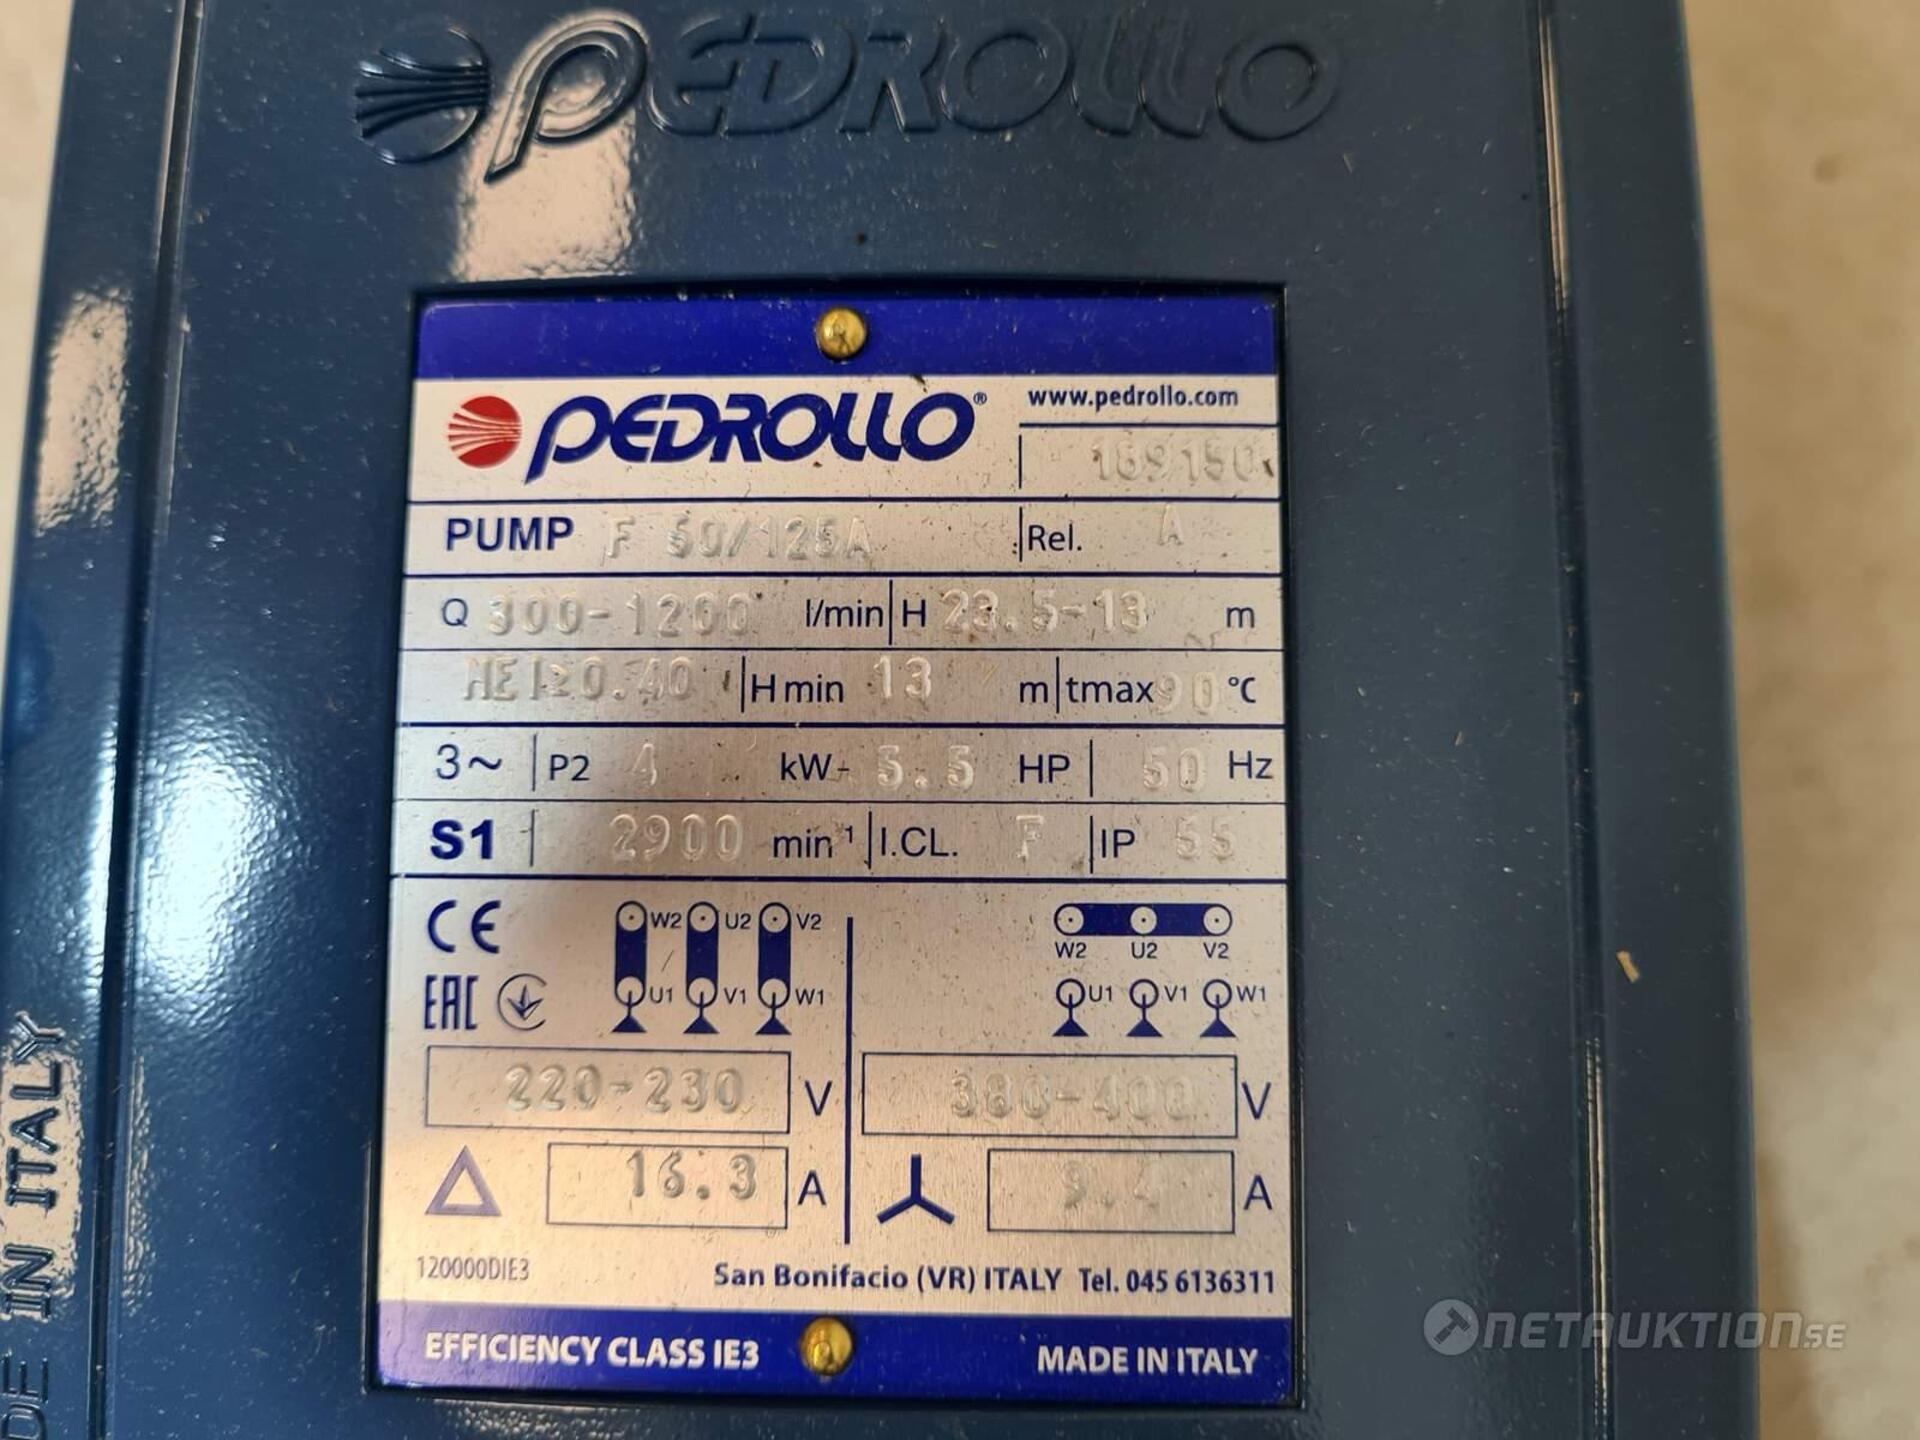 PEDROLLO
PEDROLLO®
www.pedrollo.com
169150
PUMP F 50/125A Rel. A
Q 300-1200 l/min H 23.5-13 m
MEI≥0.40 H min 13 m tmax 90 °C
3~ P2 4 kW- 5.5 HP 50 Hz
S1 2900 min-1 I.CL. F IP 55
CE
W2 U2 V2
W2 U2 V2
EAC
U1 V1 W1
U1 V1 W1
220-230 V
380-400 V
16.3 A
9.4 A
120000DIE3
San Bonifacio (VR) ITALY Tel. 045 6136311
EFFICIENCY CLASS IE3
MADE IN ITALY
DE IN ITALY
NETAUKTION.SE